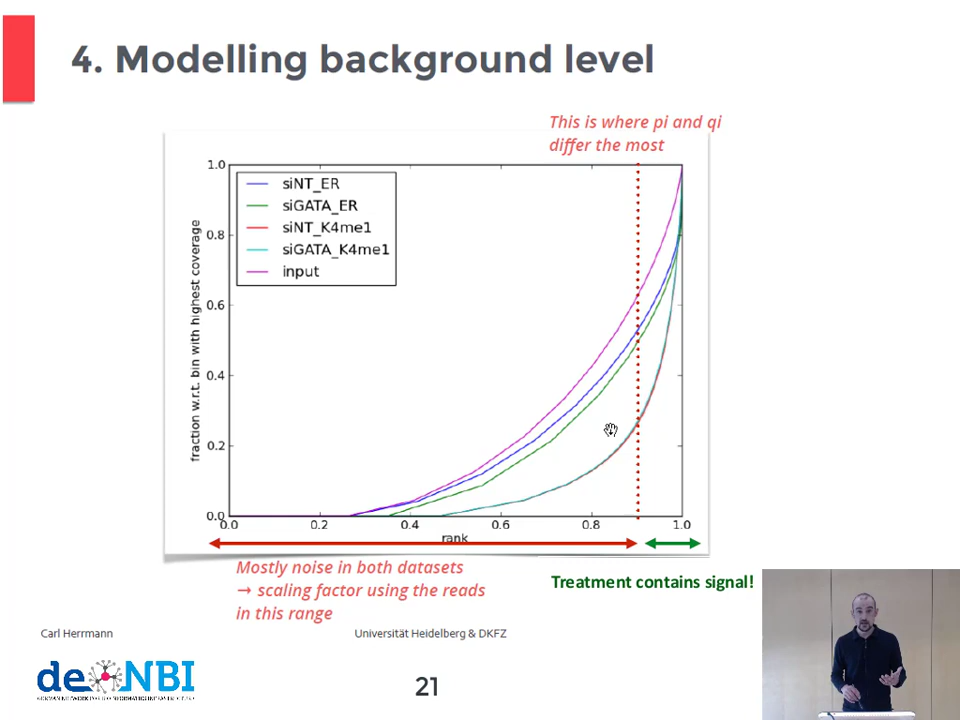 4. Modelling background level
This is where pi and qi
differ the most
1.0
0.8
0.6
0.4
0.2
0.0
fraction w.r.t. bin with highest coverage
siNT_ER
siGATA_ER
siNT_K4me1
siGATA_K4me1
input
0.0 0.2 0.4 0.6 0.8 1.0
rank
Mostly noise in both datasets
→ scaling factor using the reads
in this range
Treatment contains signal!
Carl Herrmann
Universität Heidelberg & DKFZ
de NBI
21